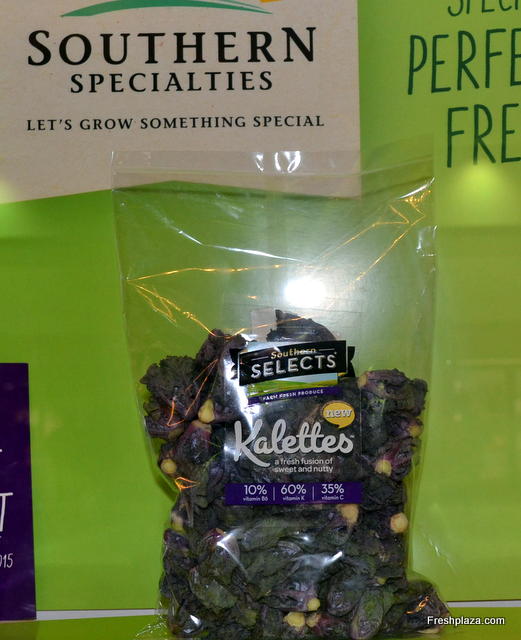 SOUTHERN
SPECIALTIES
LET'S GROW SOMETHING SPECIAL
PERFE
FRE
Southern
SELECTS
FARM FRESH PRODUCE
new
Kalettes
a fresh fusion of
sweet and nutty
10% 60% 35%
vitamin B6 vitamin K vitamin C
Freshplaza.com